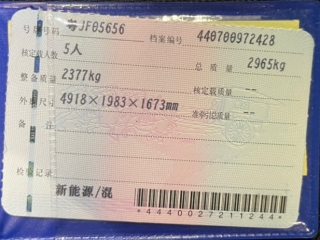 号牌号码 粤JF05656 档案编号 440700972428
核定载人数 5人 总质量 2965kg
整备质量 2377kg 核定载质量 --
外廓尺寸 4918×1983×1673mm 准牵引总质量 --
备注
检验记录
新能源/混
*4440027211244*